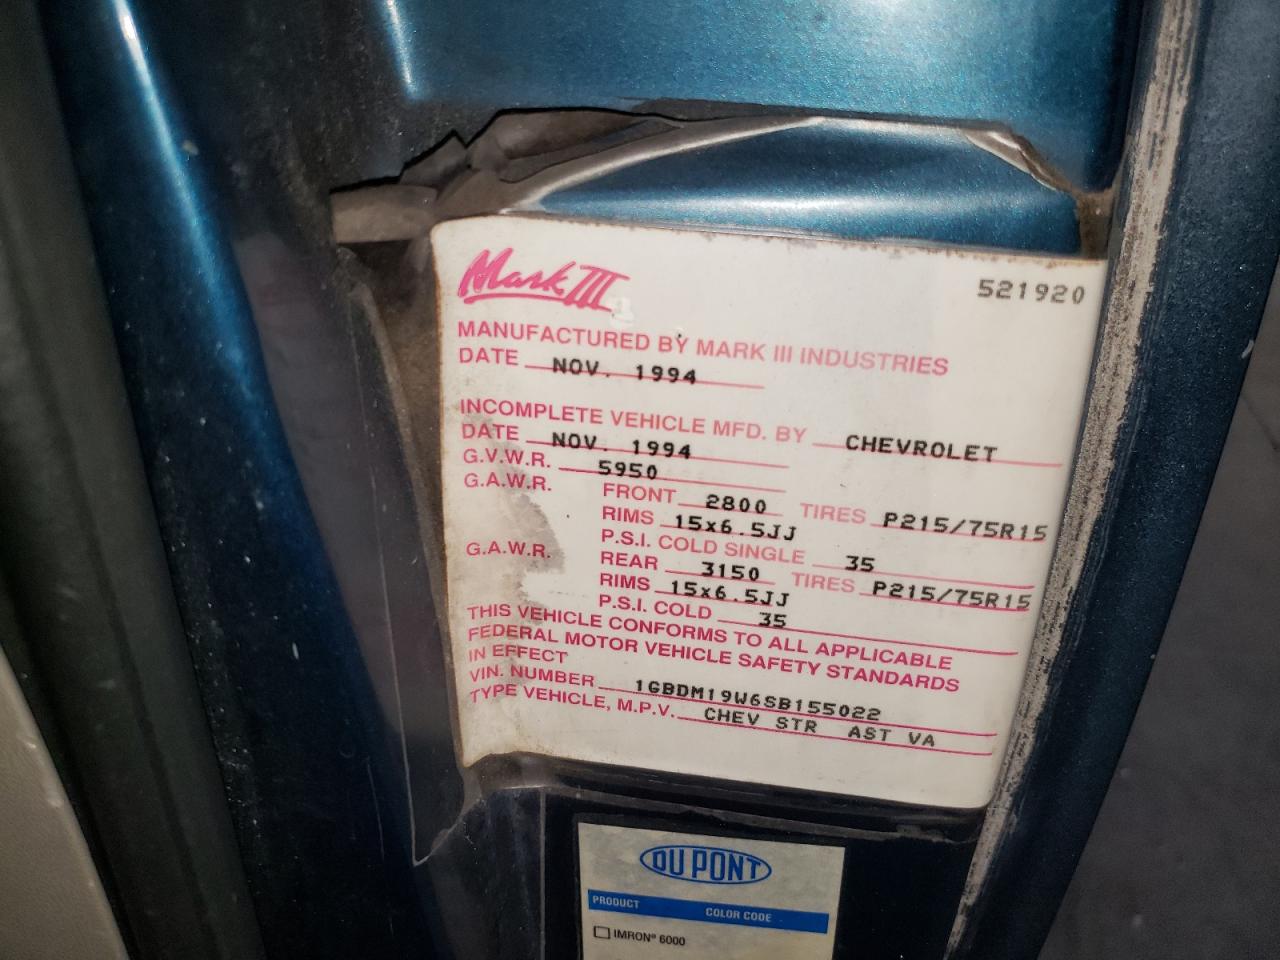 Mark III
521920
MANUFACTURED BY MARK III INDUSTRIES
DATE NOV. 1994
INCOMPLETE VEHICLE MFD. BY CHEVROLET
DATE NOV. 1994
G.V.W.R. 5950
G.A.W.R. FRONT 2800 TIRES P215/75R15
RIMS 15x6.5JJ
P.S.I. COLD SINGLE 35
G.A.W.R. REAR 3150 TIRES P215/75R15
RIMS 15x6.5JJ
P.S.I. COLD 35
THIS VEHICLE CONFORMS TO ALL APPLICABLE
FEDERAL MOTOR VEHICLE SAFETY STANDARDS
IN EFFECT
VIN. NUMBER 1GBDM19W6SB155022
TYPE VEHICLE, M.P.V. CHEV STR AST VA
DU PONT
PRODUCT COLOR CODE
IMRON® 6000